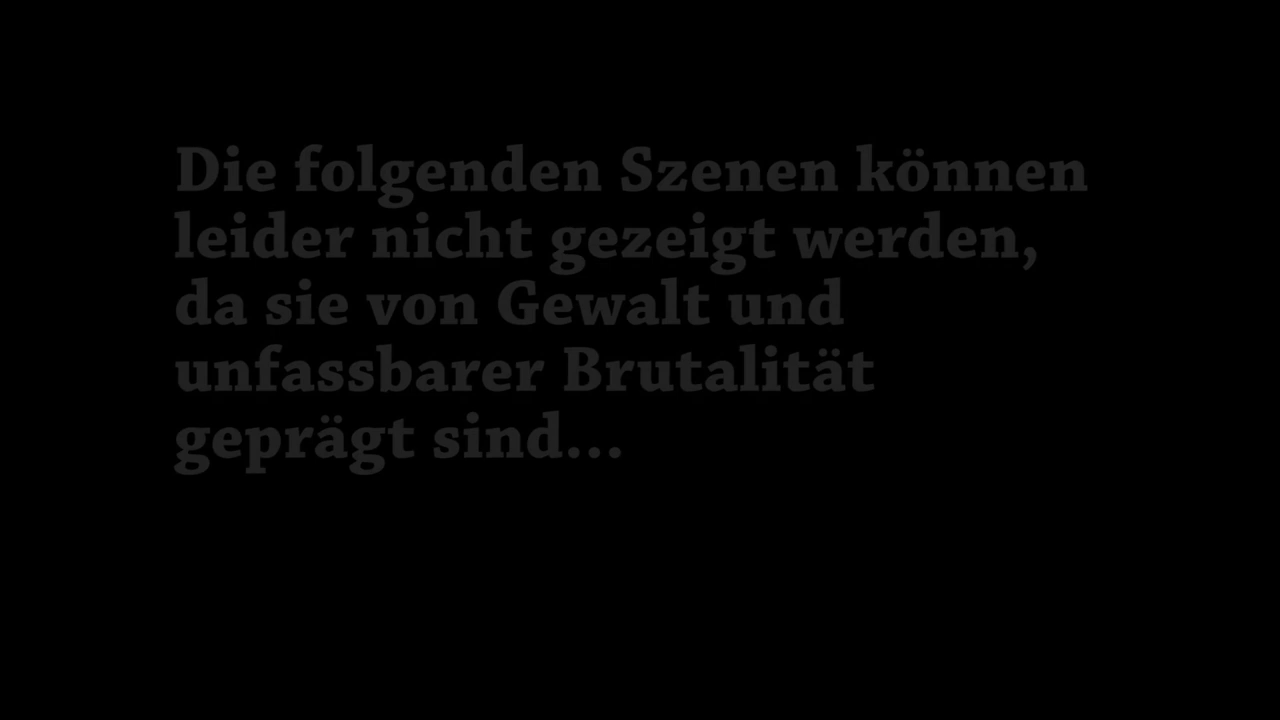 Die folgenden Szenen können
leider nicht gezeigt werden,
da sie von Gewalt und
unfassbarer Brutalität
geprägt sind...